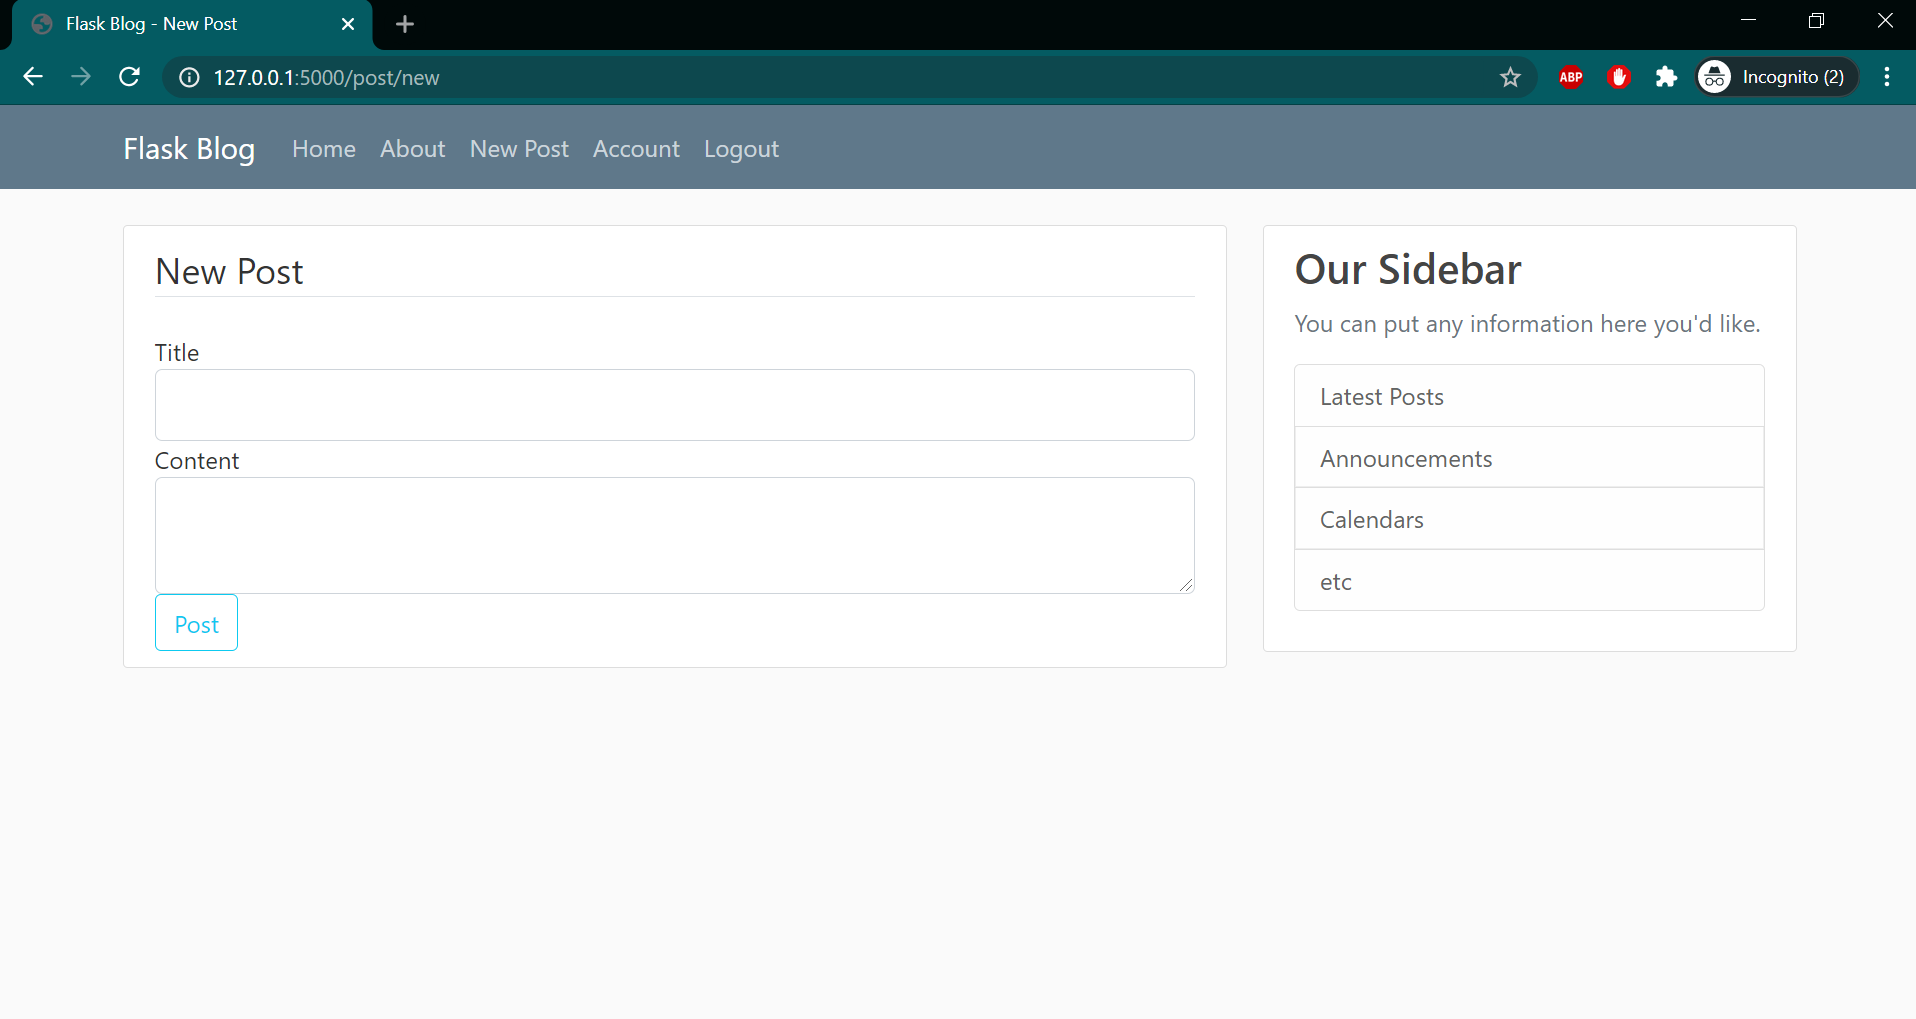 Flask Blog - New Post
127.0.0.1:5000/post/new
ABP
Incognito (2)
Flask Blog Home About New Post Account Logout
New Post
Title
Content
Post
Our Sidebar
You can put any information here you'd like.
Latest Posts
Announcements
Calendars
etc